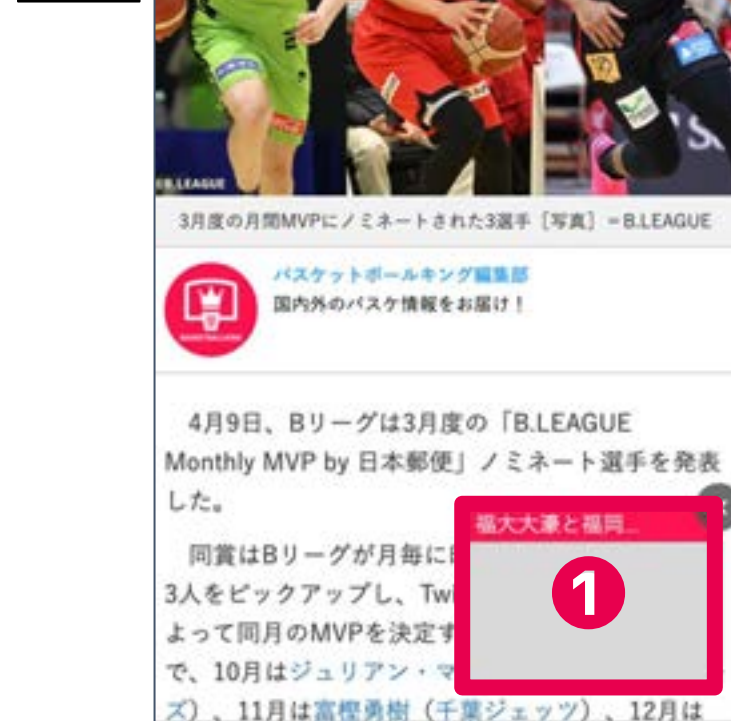 B.LEAGUE
3月度の月間MVPにノミネートされた3選手［写真］＝B.LEAGUE
バスケットボールキング編集部
国内外のバスケ情報をお届け！
4月9日、Bリーグは3月度の「B.LEAGUE
Monthly MVP by 日本郵便」ノミネート選手を発表
した。
福大大濠と福岡...
同賞はBリーグが月毎に
1
3人をピックアップし、Twi
よって同月のMVPを決定す
で、10月はジュリアン・マ
ズ）、11月は富樫勇樹（千葉ジェッツ）、12月は